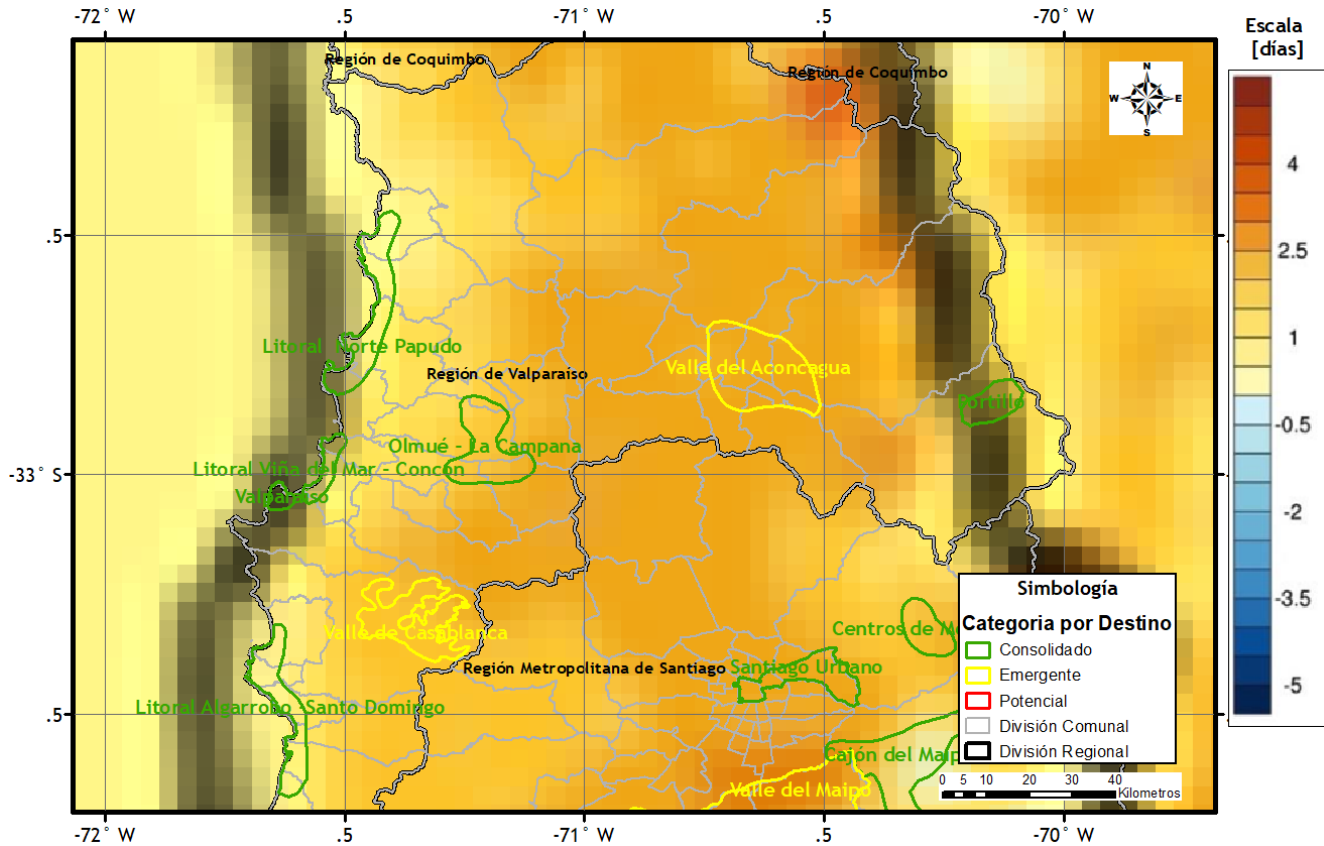 -72° W .5 -71° W .5 -70° W
Escala
[días]
Región de Coquimbo
Región de Coquimbo
N
W E
S
4
.5
2.5
Litoral Norte Papudo
1
Valle del Aconcagua
Región de Valparaíso
Portillo
-0.5
Olmué - La Campana
-33° S
Litoral Viña del Mar - Concón
Valparaíso
-2
Simbología
-3.5
Categoria por Destino
Valle de Casablanca
Centros de Mo
Consolidado
Región Metropolitana de Santiago
Santiago Urbano
Emergente
-5
Potencial
Litoral Algarrobo Santo Domingo
.5
División Comunal
Cajón del Maip
División Regional
Valle del Maipo
0 5 10 20 30 40
Kilometros
-72° W .5 -71° W .5 -70° W